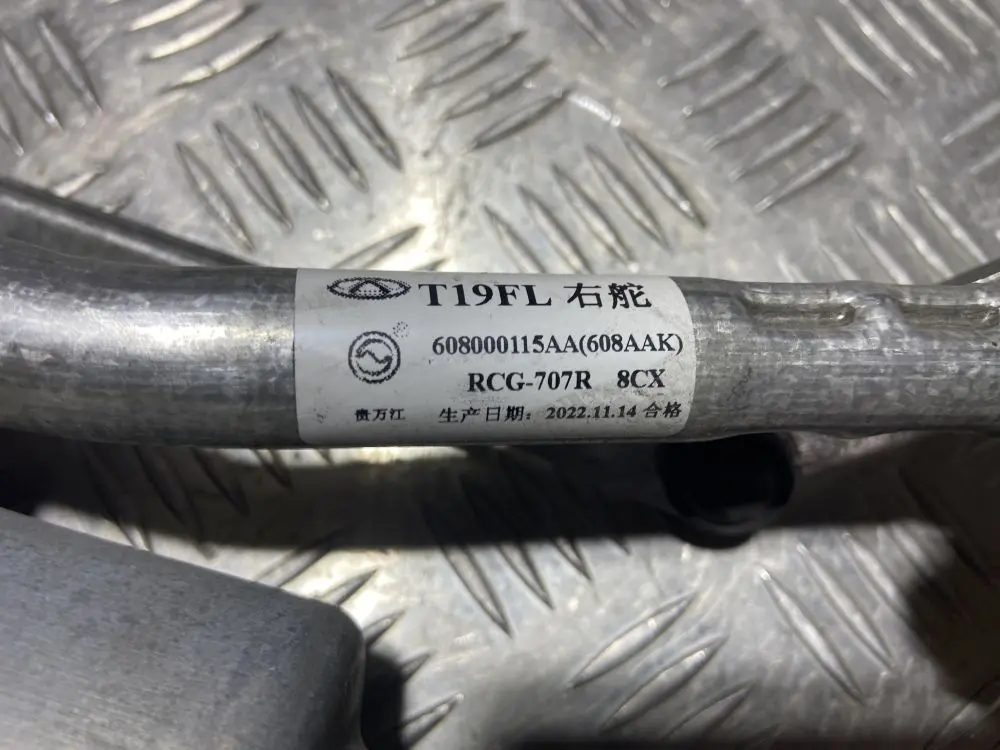 T19FL 右舵
608000115AA(608AAK)
RCG-707R 8CX
贵万江 生产日期：2022.11.14 合格